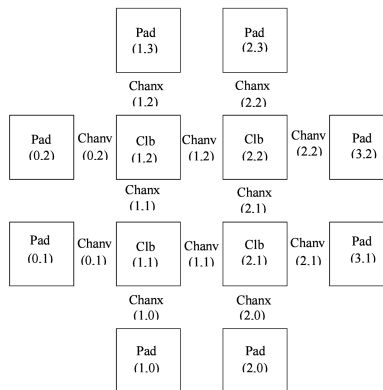 Pad
(1.3)
Pad
(2.3)
Chanx
(1.2)
Chanx
(2.2)
Pad
(0.2)
Chanv
(0.2)
Clb
(1.2)
Chanv
(1.2)
Clb
(2.2)
Chanv
(2.2)
Pad
(3.2)
Chanx
(1.1)
Chanx
(2.1)
Pad
(0.1)
Chanv
(0.1)
Clb
(1.1)
Chanv
(1.1)
Clb
(2.1)
Chanv
(2.1)
Pad
(3.1)
Chanx
(1.0)
Chanx
(2.0)
Pad
(1.0)
Pad
(2.0)